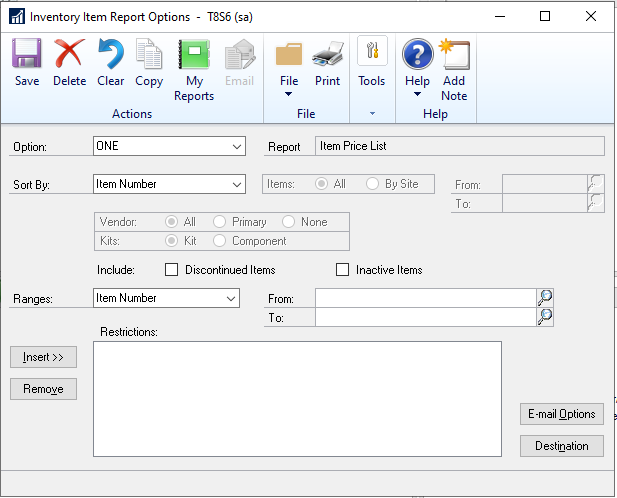 Inventory Item Report Options - T8S6 (sa)
Save Delete Clear Copy My Reports Email File Print Tools Help Add Note
Actions File Help
Option: ONE Report Item Price List
Sort By: Item Number Items: All By Site From:
To:
Vendor: All Primary None
Kits: Kit Component
Include: Discontinued Items Inactive Items
Ranges: Item Number From:
To:
Restrictions:
Insert >>
Remove
E-mail Options
Destination